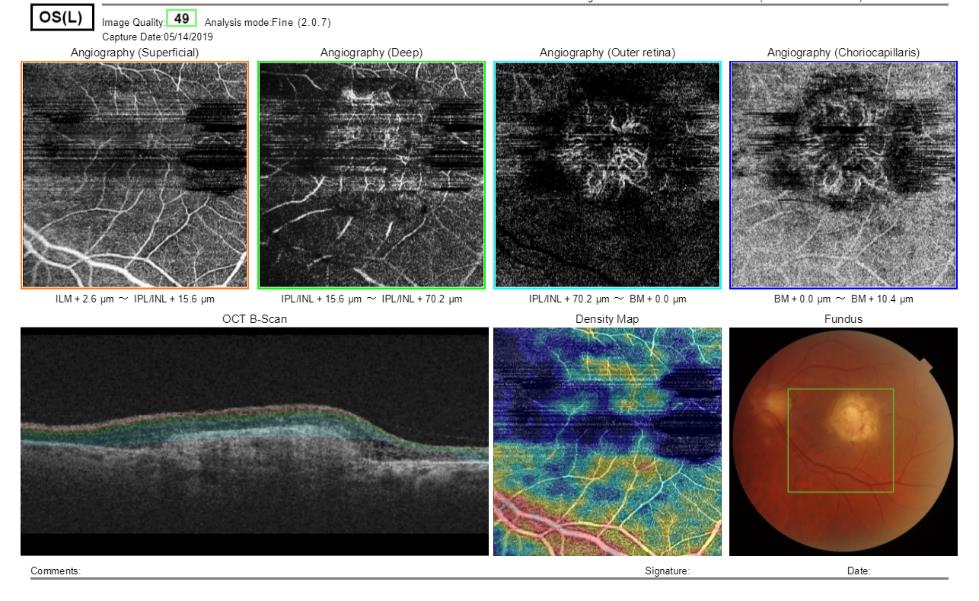 OS(L)
Image Quality: 49 Analysis mode:Fine (2.0.7)
Capture Date:05/14/2019
Angiography (Superficial) Angiography (Deep) Angiography (Outer retina) Angiography (Choriocapillaris)
ILM + 2.6 µm ～ IPL/INL + 15.6 µm IPL/INL + 15.6 µm ～ IPL/INL + 70.2 µm IPL/INL + 70.2 µm ～ BM + 0.0 µm BM + 0.0 µm ～ BM + 10.4 µm
OCT B-Scan Density Map Fundus
Comments: Signature: Date: